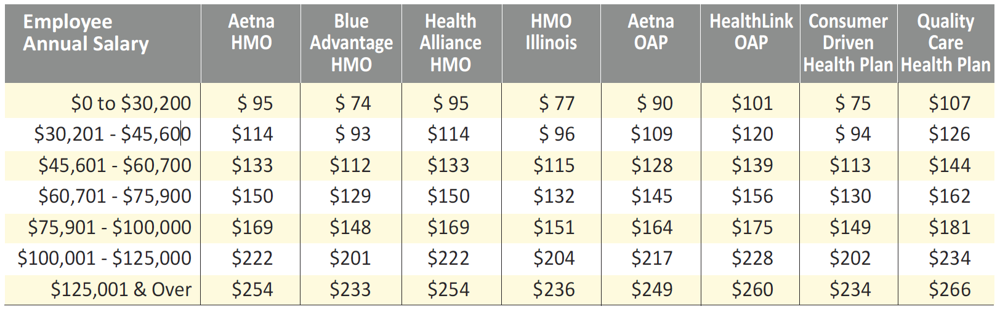 Employee Annual Salary | Aetna HMO | Blue Advantage HMO | Health Alliance HMO | HMO Illinois | Aetna OAP | HealthLink OAP | Consumer Driven Health Plan | Quality Care Health Plan
$0 to $30,200 | $ 95 | $ 74 | $ 95 | $ 77 | $ 90 | $101 | $ 75 | $107
$30,201 - $45,600 | $114 | $ 93 | $114 | $ 96 | $109 | $120 | $ 94 | $126
$45,601 - $60,700 | $133 | $112 | $133 | $115 | $128 | $139 | $113 | $144
$60,701 - $75,900 | $150 | $129 | $150 | $132 | $145 | $156 | $130 | $162
$75,901 - $100,000 | $169 | $148 | $169 | $151 | $164 | $175 | $149 | $181
$100,001 - $125,000 | $222 | $201 | $222 | $204 | $217 | $228 | $202 | $234
$125,001 & Over | $254 | $233 | $254 | $236 | $249 | $260 | $234 | $266